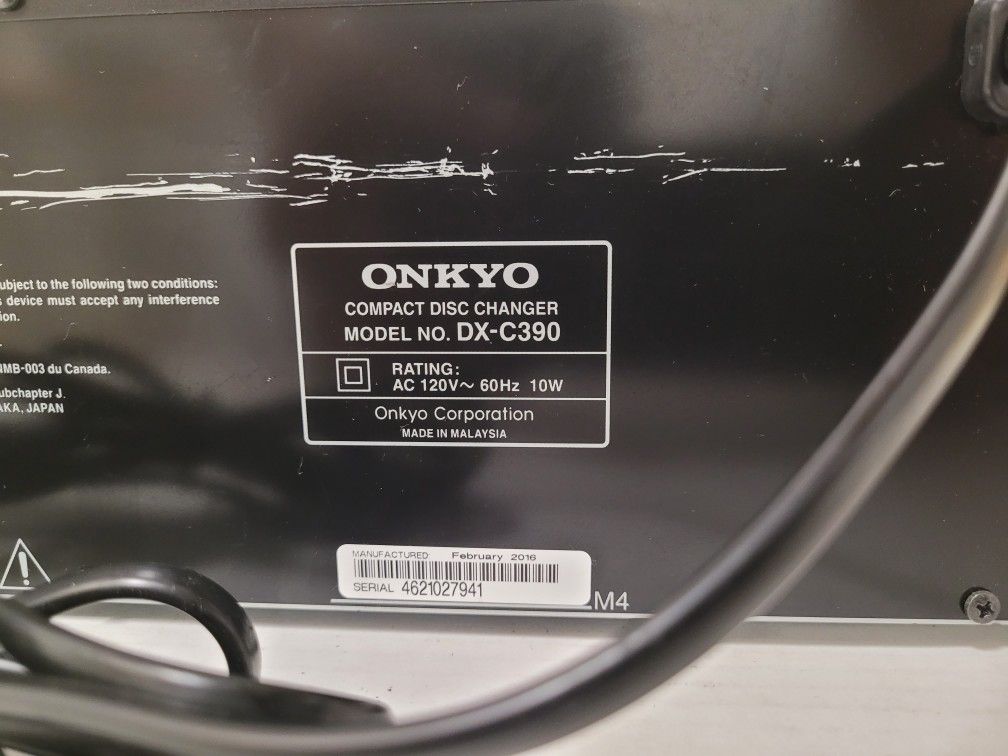 ubject to the following two conditions:
s device must accept any interference
ion.
NMB-003 du Canada.
ubchapter J.
AKA, JAPAN
ONKYO
COMPACT DISC CHANGER
MODEL NO. DX-C390
RATING:
AC 120V~ 60Hz 10W
Onkyo Corporation
MADE IN MALAYSIA
MANUFACTURED: February 2016
SERIAL 4621027941
M4